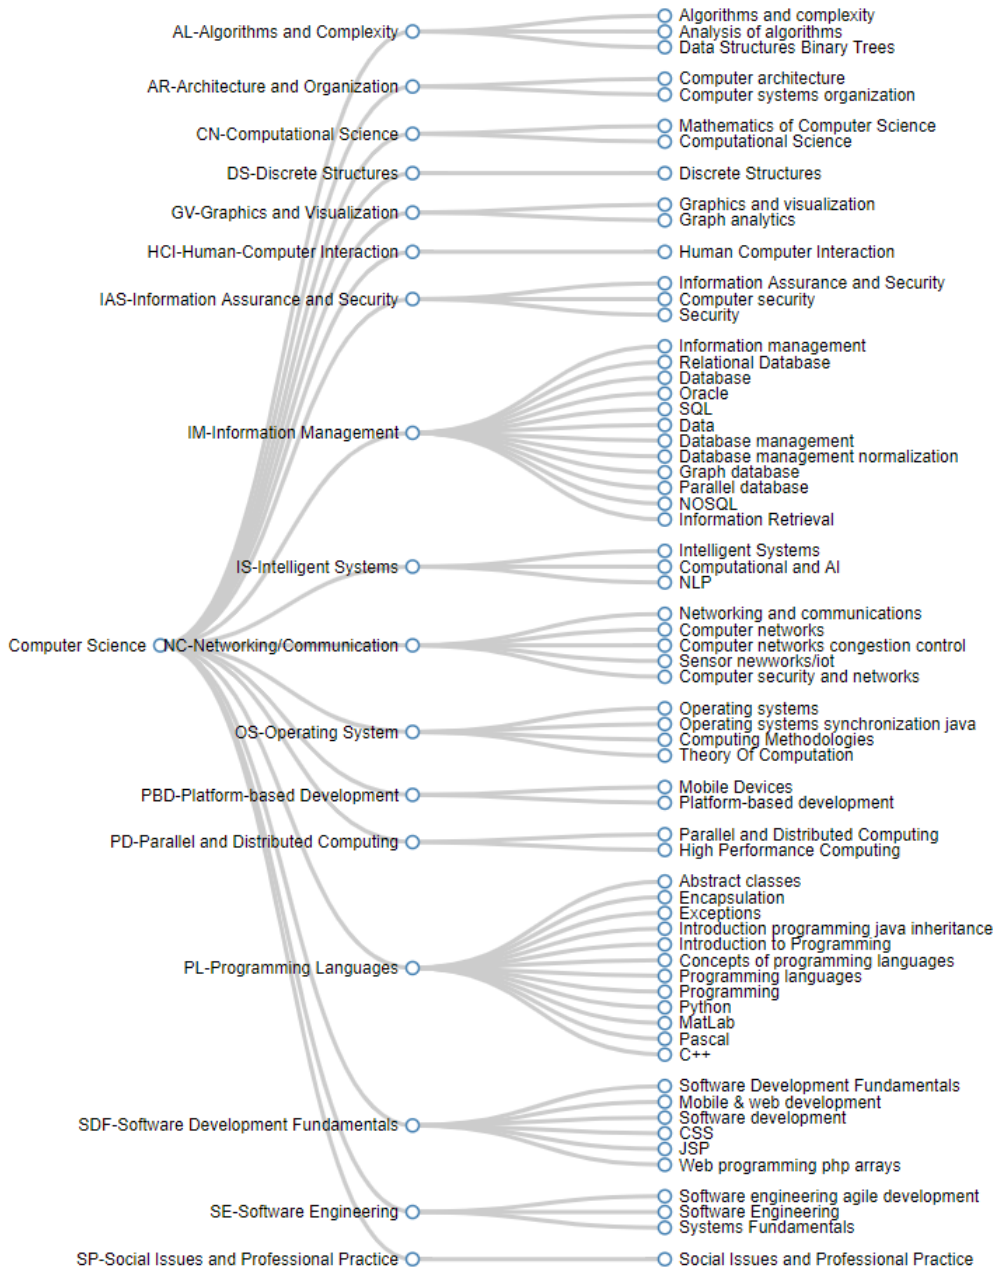 Computer Science
AL-Algorithms and Complexity
Algorithms and complexity
Analysis of algorithms
Data Structures Binary Trees
AR-Architecture and Organization
Computer architecture
Computer systems organization
CN-Computational Science
Mathematics of Computer Science
Computational Science
DS-Discrete Structures
Discrete Structures
GV-Graphics and Visualization
Graphics and visualization
Graph analytics
HCI-Human-Computer Interaction
Human Computer Interaction
IAS-Information Assurance and Security
Information Assurance and Security
Computer security
Security
IM-Information Management
Information management
Relational Database
Database
Oracle
SQL
Data
Database management
Database management normalization
Graph database
Parallel database
NOSQL
Information Retrieval
IS-Intelligent Systems
Intelligent Systems
Computational and AI
NLP
NC-Networking/Communication
Networking and communications
Computer networks
Computer networks congestion control
Sensor newworks/iot
Computer security and networks
OS-Operating System
Operating systems
Operating systems synchronization java
Computing Methodologies
Theory Of Computation
PBD-Platform-based Development
Mobile Devices
Platform-based development
PD-Parallel and Distributed Computing
Parallel and Distributed Computing
High Performance Computing
PL-Programming Languages
Abstract classes
Encapsulation
Exceptions
Introduction programming java inheritance
Introduction to Programming
Concepts of programming languages
Programming languages
Programming
Python
MatLab
Pascal
C++
SDF-Software Development Fundamentals
Software Development Fundamentals
Mobile & web development
Software development
CSS
JSP
Web programming php arrays
SE-Software Engineering
Software engineering agile development
Software Engineering
Systems Fundamentals
SP-Social Issues and Professional Practice
Social Issues and Professional Practice